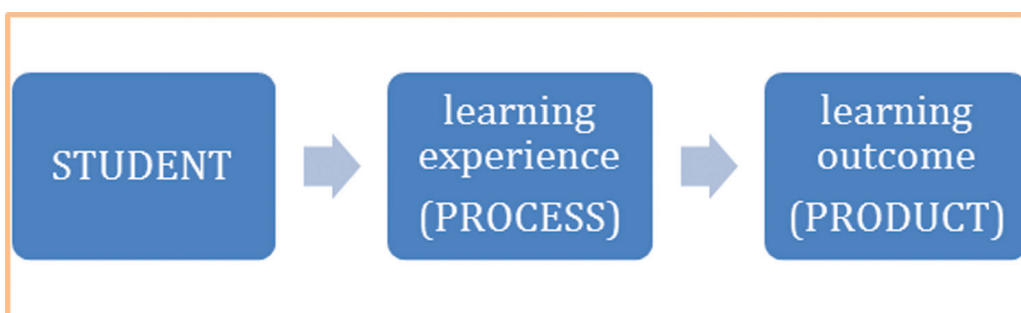 STUDENT
learning
experience
(PROCESS)
learning
outcome
(PRODUCT)